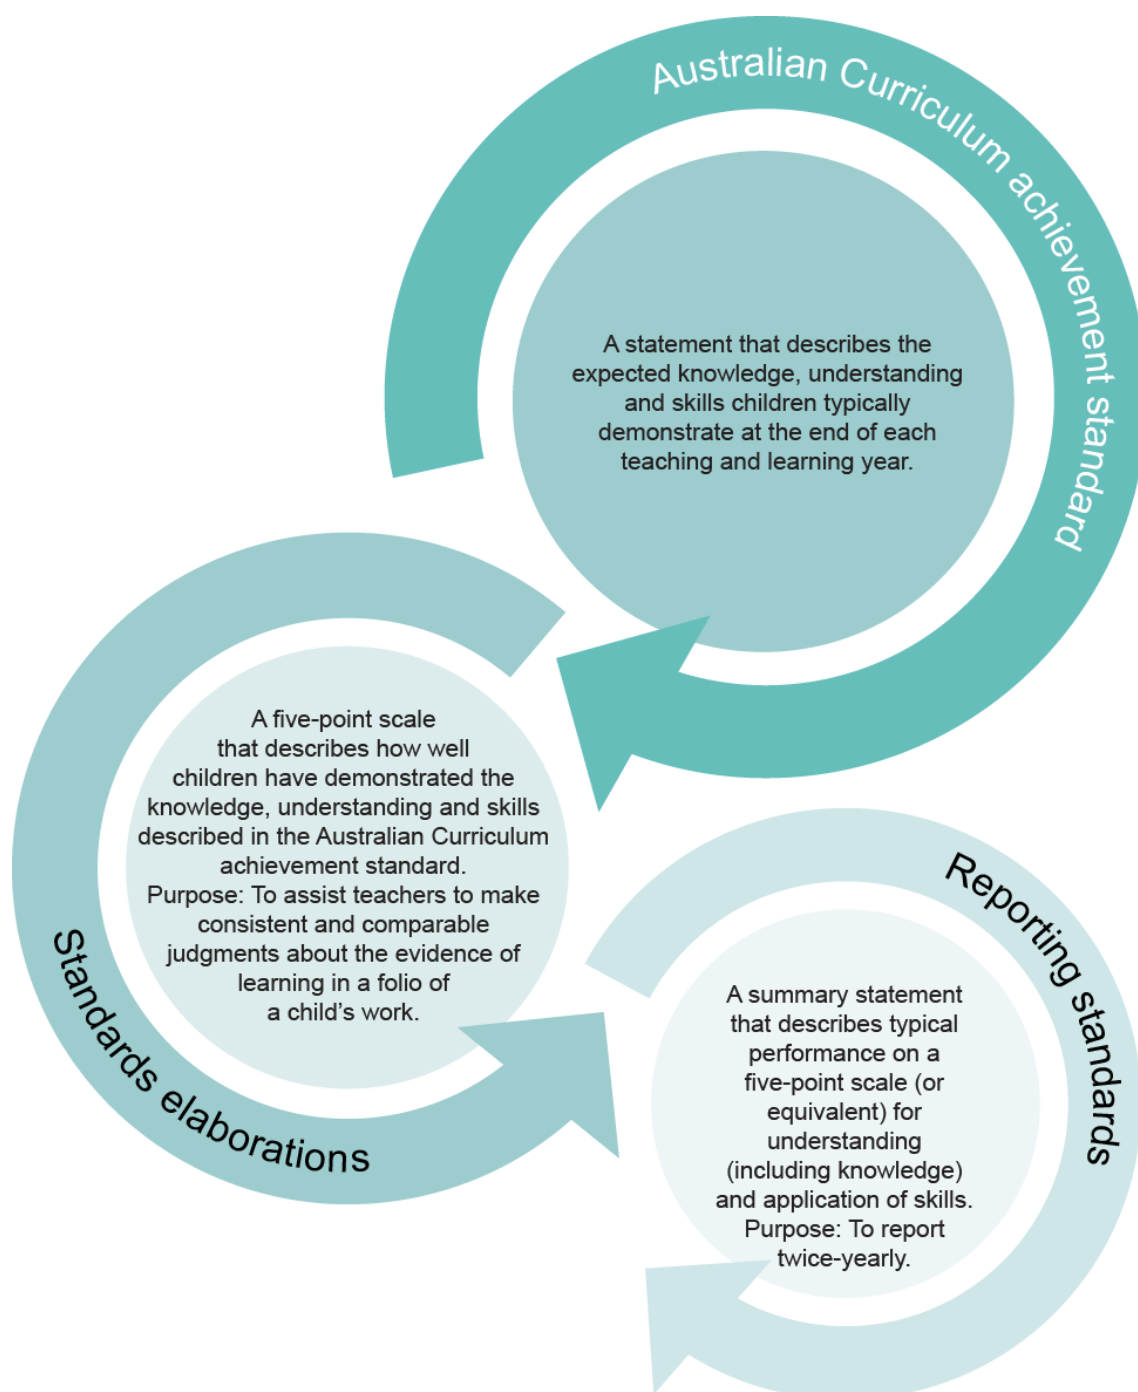 Australian Curriculum achievement standard
A statement that describes the
expected knowledge, understanding
and skills children typically
demonstrate at the end of each
teaching and learning year.
A five-point scale
that describes how well
children have demonstrated the
knowledge, understanding and skills
described in the Australian Curriculum
achievement standard.
Purpose: To assist teachers to make
consistent and comparable
judgments about the evidence of
learning in a folio of
a child's work.
Standards elaborations
Reporting standards
A summary statement
that describes typical
performance on a
five-point scale (or
equivalent) for
understanding
(including knowledge)
and application of skills.
Purpose: To report
twice-yearly.